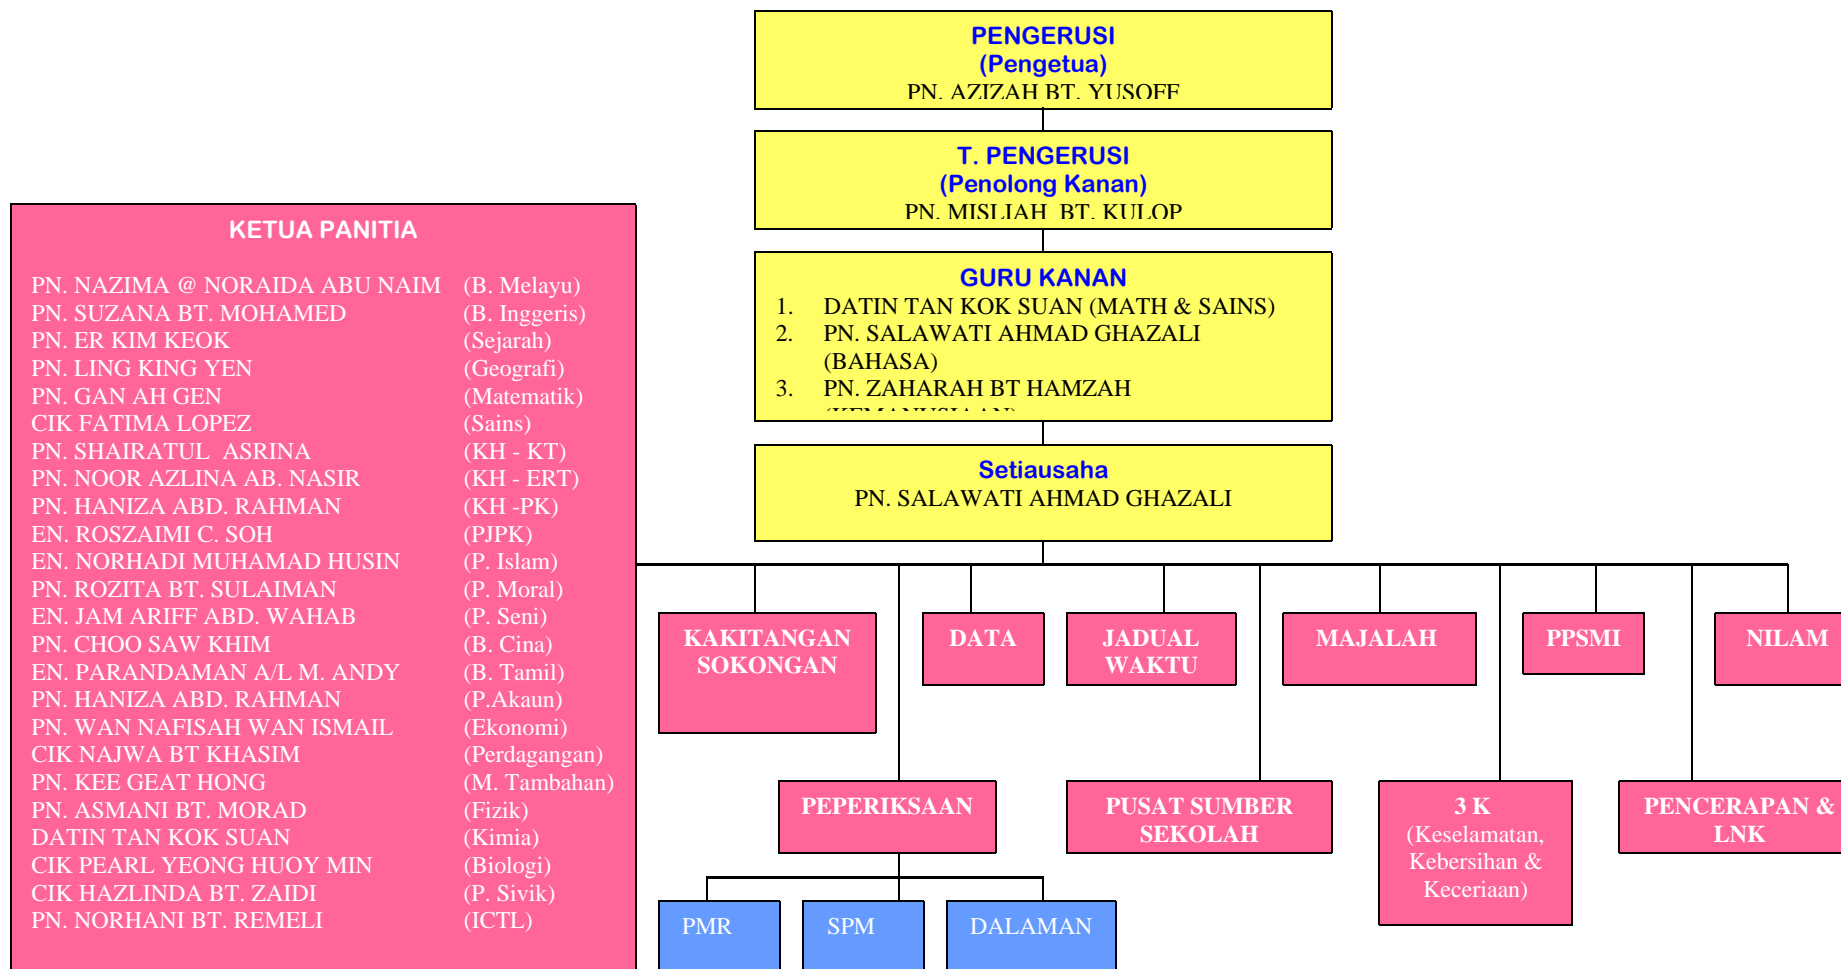 PENGERUSI
(Pengetua)
PN. AZIZAH BT. YUSOFF
T. PENGERUSI
(Penolong Kanan)
PN. MISLIAH BT. KULOP
GURU KANAN
1. DATIN TAN KOK SUAN (MATH & SAINS)
2. PN. SALAWATI AHMAD GHAZALI
(BAHASA)
3. PN. ZAHARAH BT HAMZAH
(KEMANUSIAAN)
Setiausaha
PN. SALAWATI AHMAD GHAZALI
KETUA PANITIA
PN. NAZIMA @ NORAIDA ABU NAIM (B. Melayu)
PN. SUZANA BT. MOHAMED (B. Inggeris)
PN. ER KIM KEOK (Sejarah)
PN. LING KING YEN (Geografi)
PN. GAN AH GEN (Matematik)
CIK FATIMA LOPEZ (Sains)
PN. SHAIRATUL ASRINA (KH - KT)
PN. NOOR AZLINA AB. NASIR (KH - ERT)
PN. HANIZA ABD. RAHMAN (KH -PK)
EN. ROSZAIMI C. SOH (PJPK)
EN. NORHADI MUHAMAD HUSIN (P. Islam)
PN. ROZITA BT. SULAIMAN (P. Moral)
EN. JAM ARIFF ABD. WAHAB (P. Seni)
PN. CHOO SAW KHIM (B. Cina)
EN. PARANDAMAN A/L M. ANDY (B. Tamil)
PN. HANIZA ABD. RAHMAN (P.Akaun)
PN. WAN NAFISAH WAN ISMAIL (Ekonomi)
CIK NAJWA BT KHASIM (Perdagangan)
PN. KEE GEAT HONG (M. Tambahan)
PN. ASMANI BT. MORAD (Fizik)
DATIN TAN KOK SUAN (Kimia)
CIK PEARL YEONG HUOY MIN (Biologi)
CIK HAZLINDA BT. ZAIDI (P. Sivik)
PN. NORHANI BT. REMELI (ICTL)
KAKITANGAN
SOKONGAN
DATA
JADUAL
WAKTU
MAJALAH
PPSMI
NILAM
PEPERIKSAAN
PUSAT SUMBER
SEKOLAH
3 K
(Keselamatan,
Kebersihan &
Keceriaan)
PENCERAPAN &
LNK
PMR
SPM
DALAMAN